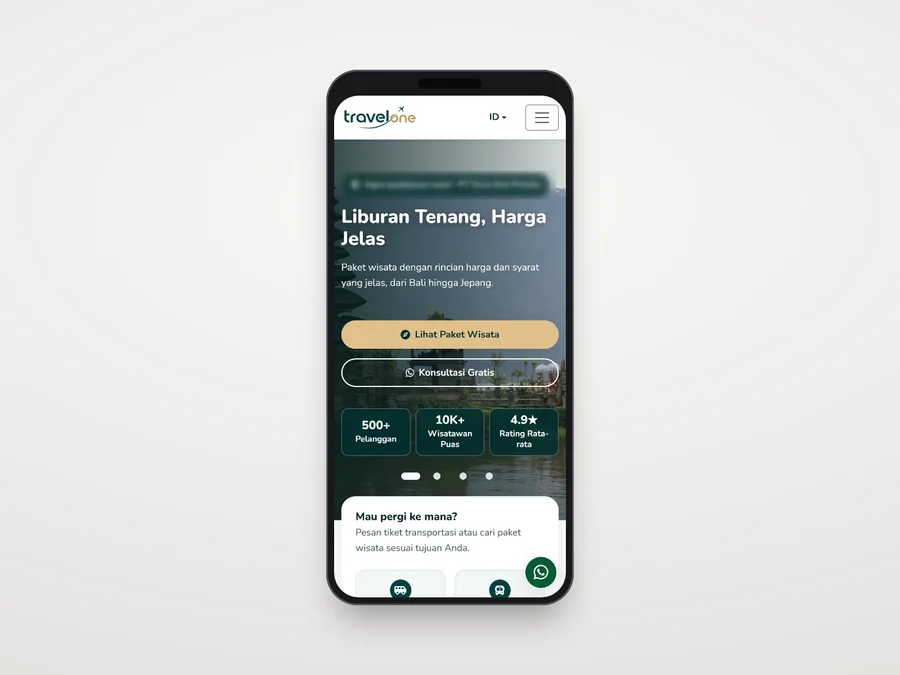 travelone
ID
Liburan Tenang, Harga
Jelas
Paket wisata dengan rincian harga dan syarat
yang jelas, dari Bali hingga Jepang.
Lihat Paket Wisata
Konsultasi Gratis
500+
Pelanggan
10K+
Wisatawan
Puas
4.9★
Rating Rata-
rata
Mau pergi ke mana?
Pesan tiket transportasi atau cari paket
wisata sesuai tujuan Anda.